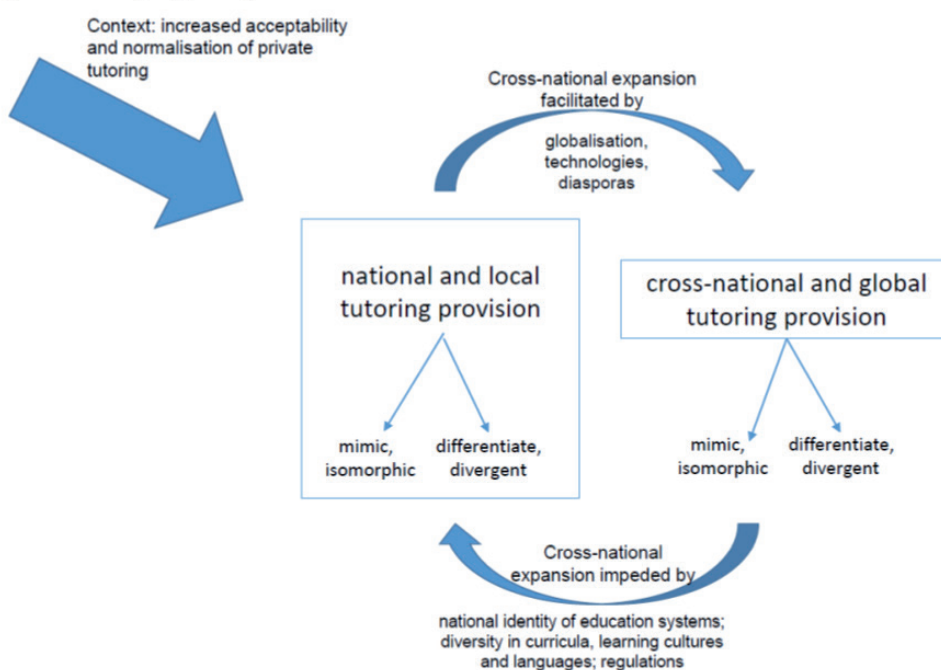 Context: increased acceptability
and normalisation of private
tutoring
Cross-national expansion
facilitated by
globalisation,
technologies,
diasporas
national and local
tutoring provision
mimic,
isomorphic
differentiate,
divergent
cross-national and global
tutoring provision
mimic,
isomorphic
differentiate,
divergent
Cross-national
expansion impeded by
national identity of education systems;
diversity in curricula, learning cultures
and languages; regulations